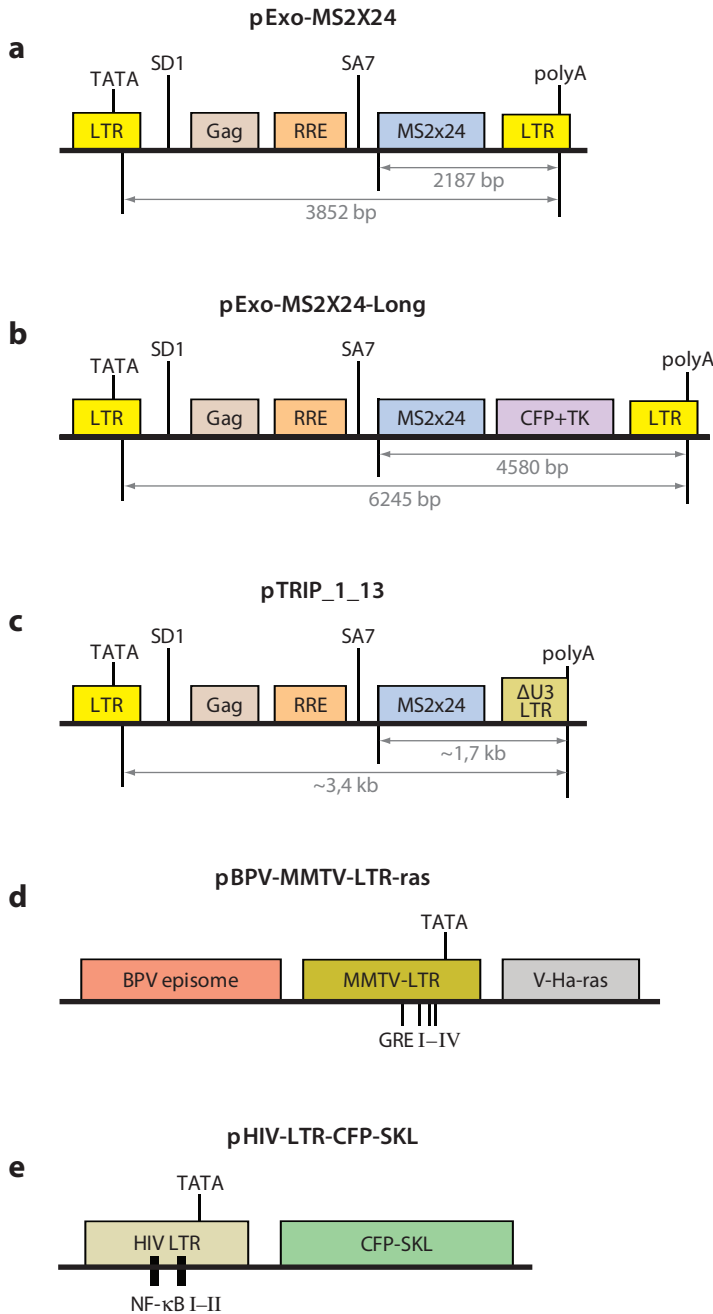 pExo-MS2X24
a
SD1
SA7
TATA
polyA
LTR
Gag
RRE
MS2x24
LTR
2187 bp
3852 bp
pExo-MS2X24-Long
b
SD1
SA7
TATA
polyA
LTR
Gag
RRE
MS2x24
CFP+TK
LTR
4580 bp
6245 bp
pTRIP_1_13
c
SD1
SA7
TATA
polyA
LTR
Gag
RRE
MS2x24
ΔU3
LTR
~1,7 kb
~3,4 kb
pBPV-MMTV-LTR-ras
d
TATA
BPV episome
MMTV-LTR
V-Ha-ras
GRE I–IV
pHIV-LTR-CFP-SKL
e
TATA
HIV LTR
CFP-SKL
NF-κB I–II